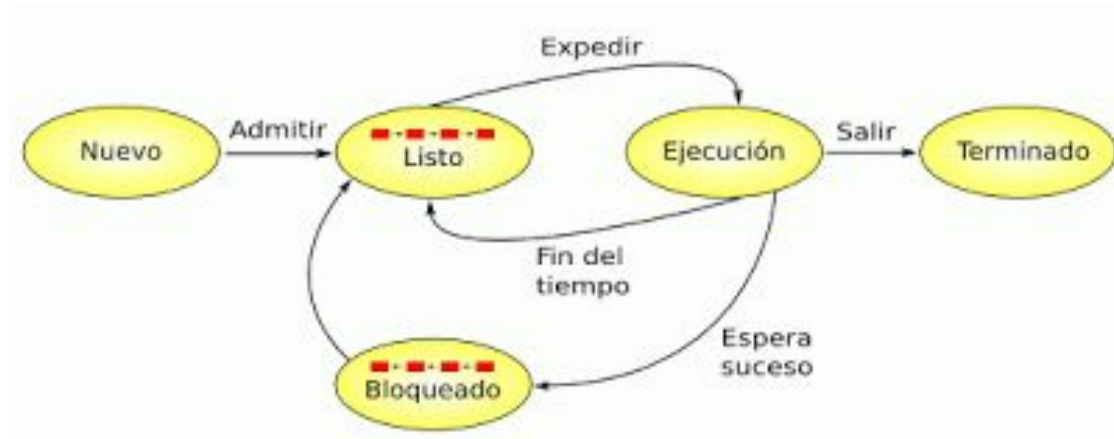 Expedir
Nuevo
Admitir
Listo
Ejecución
Salir
Terminado
Fin del
tiempo
Espera
suceso
Bloqueado